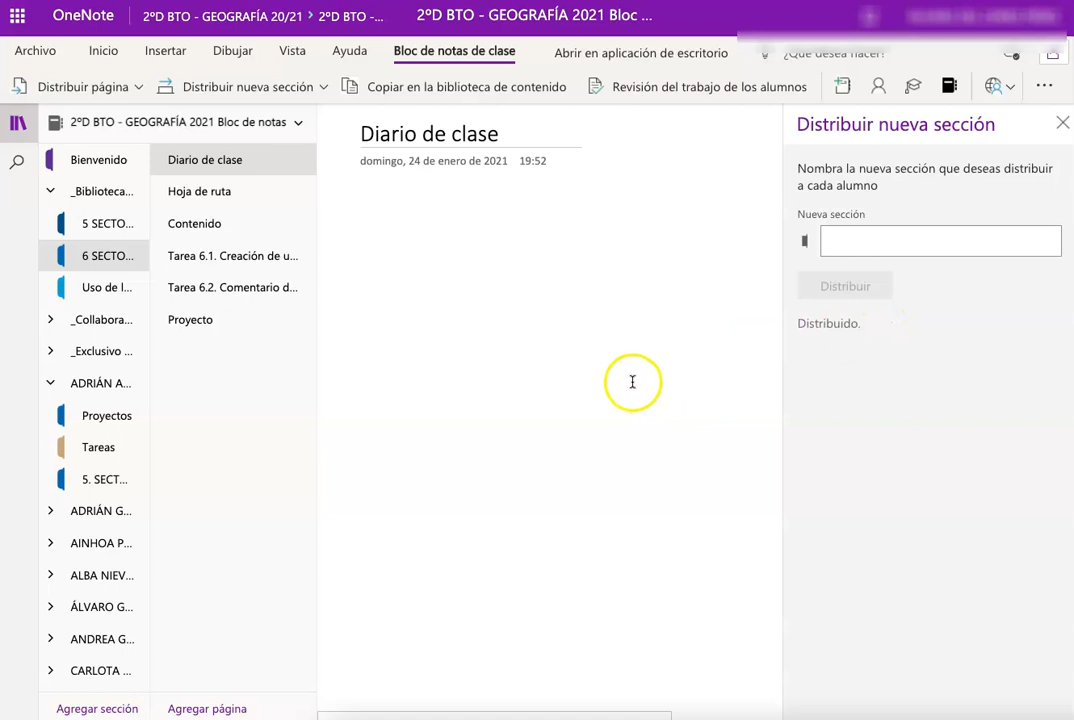 OneNote 2ºD BTO - GEOGRAFÍA 20/21 > 2ºD BTO -... 2ºD BTO - GEOGRAFÍA 2021 Bloc ...
Archivo Inicio Insertar Dibujar Vista Ayuda Bloc de notas de clase Abrir en aplicación de escritorio ¿Qué desea hacer?
Distribuir página Distribuir nueva sección Copiar en la biblioteca de contenido Revisión del trabajo de los alumnos ...
2ºD BTO - GEOGRAFÍA 2021 Bloc de notas
Bienvenido
_Biblioteca...
5 SECTO...
6 SECTO...
Uso de l...
_Collabora...
_Exclusivo ...
ADRIÁN A...
Proyectos
Tareas
5. SECT...
ADRIÁN G...
AINHOA P...
ALBA NIEV...
ÁLVARO G...
ANDREA G...
CARLOTA ...
Agregar sección
Diario de clase
Hoja de ruta
Contenido
Tarea 6.1. Creación de u...
Tarea 6.2. Comentario d...
Proyecto
Agregar página
Diario de clase
domingo, 24 de enero de 2021 19:52
Distribuir nueva sección
Nombra la nueva sección que deseas distribuir
a cada alumno
Nueva sección
Distribuir
Distribuido.